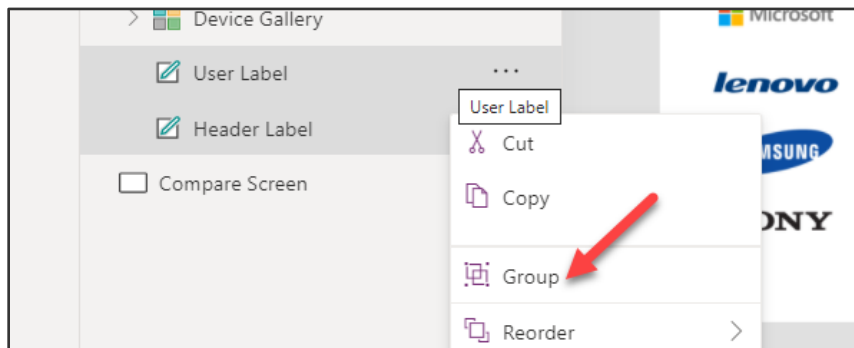 Device Gallery
Microsoft
User Label
...
lenovo
User Label
Header Label
Cut
MSUNG
Compare Screen
Copy
ONY
Group
Reorder